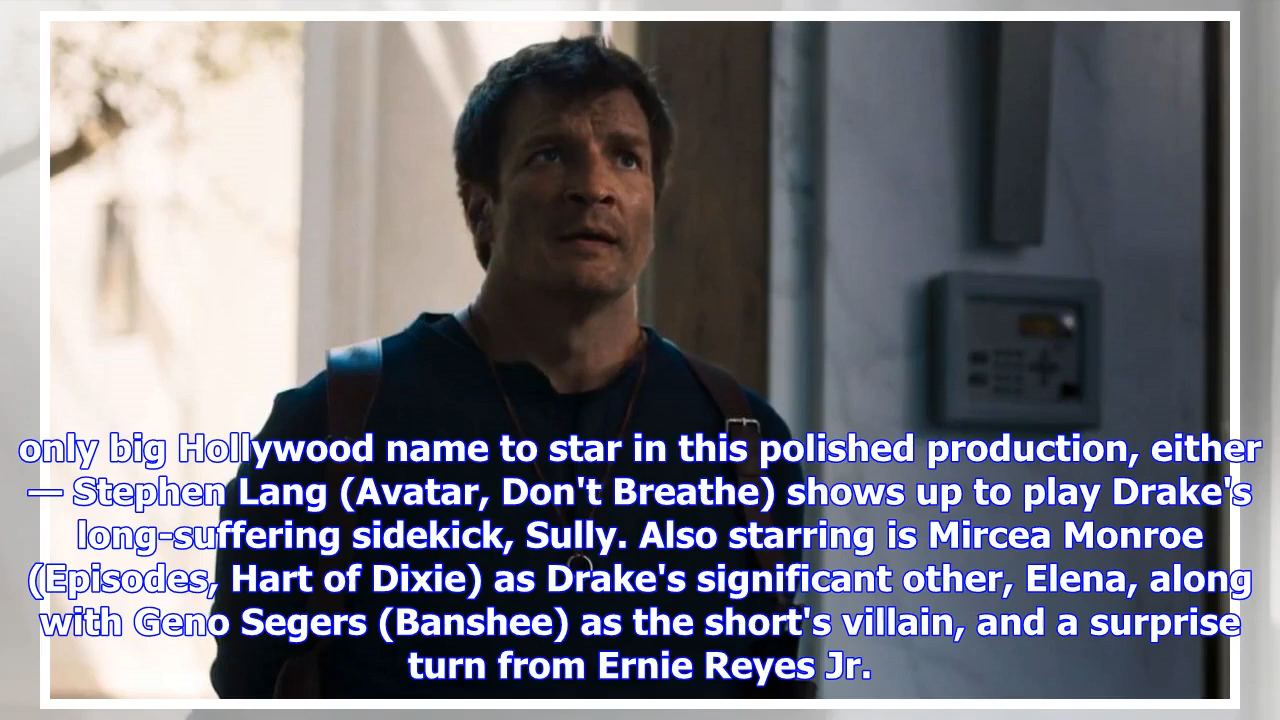 only big Hollywood name to star in this polished production, either
— Stephen Lang (Avatar, Don't Breathe) shows up to play Drake's
long-suffering sidekick, Sully. Also starring is Mircea Monroe
(Episodes, Hart of Dixie) as Drake's significant other, Elena, along
with Geno Segers (Banshee) as the short's villain, and a surprise
turn from Ernie Reyes Jr.